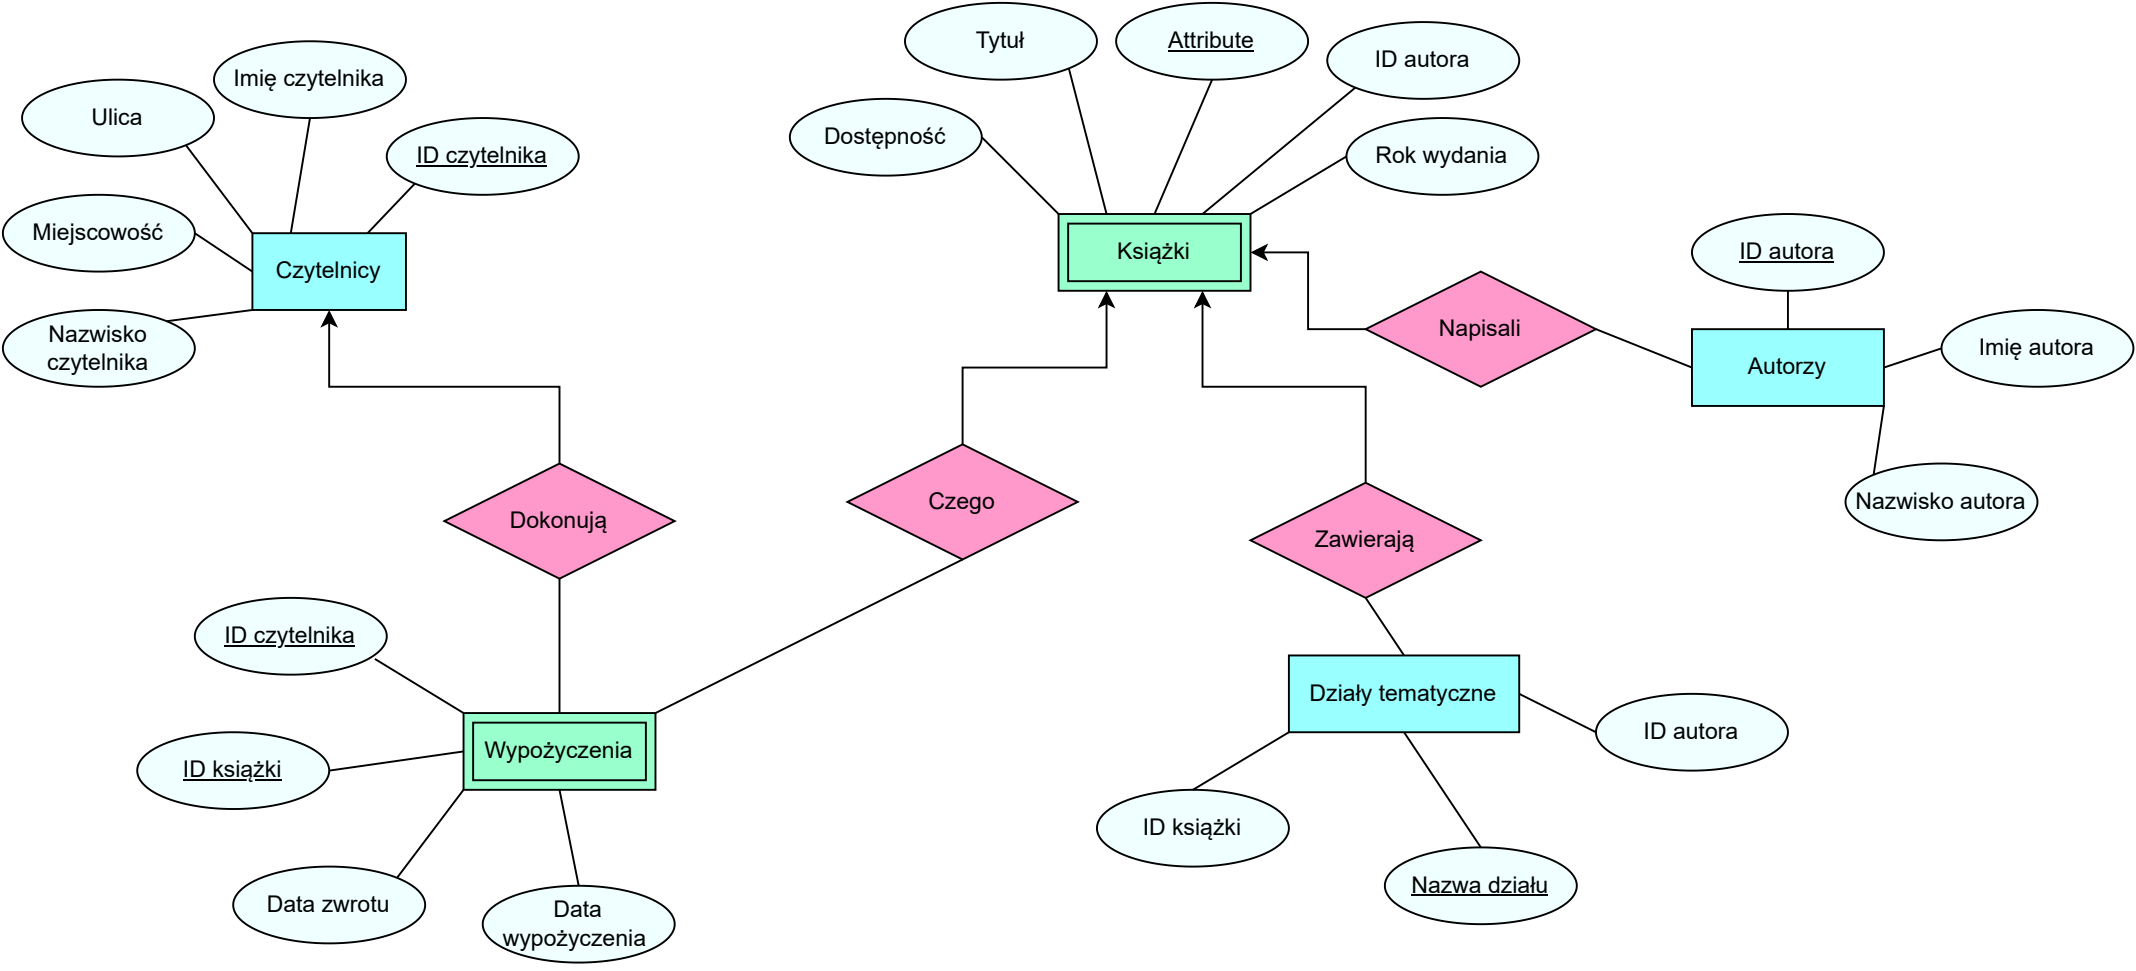 Tytuł
Attribute
ID autora
Imię czytelnika
Ulica
Dostępność
ID czytelnika
Rok wydania
Miejscowość
Czytelnicy
Książki
ID autora
Nazwisko
czytelnika
Napisali
Imię autora
Autorzy
Dokonują
Czego
Zawierają
Nazwisko autora
ID czytelnika
Działy tematyczne
ID autora
Wypożyczenia
ID książki
ID książki
Nazwa działu
Data zwrotu
Data
wypożyczenia